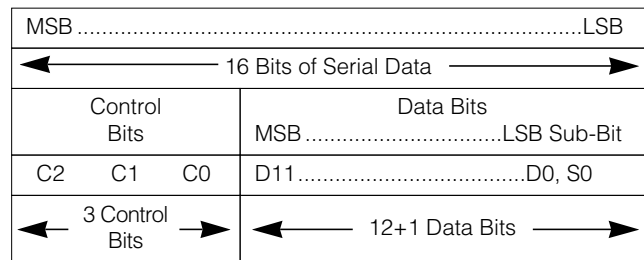 MSB................................................................................LSB
16 Bits of Serial Data
Control
Bits
Data Bits
MSB...................................LSB Sub-Bit
C2 C1 C0
D11........................................D0, S0
3 Control
Bits
12+1 Data Bits